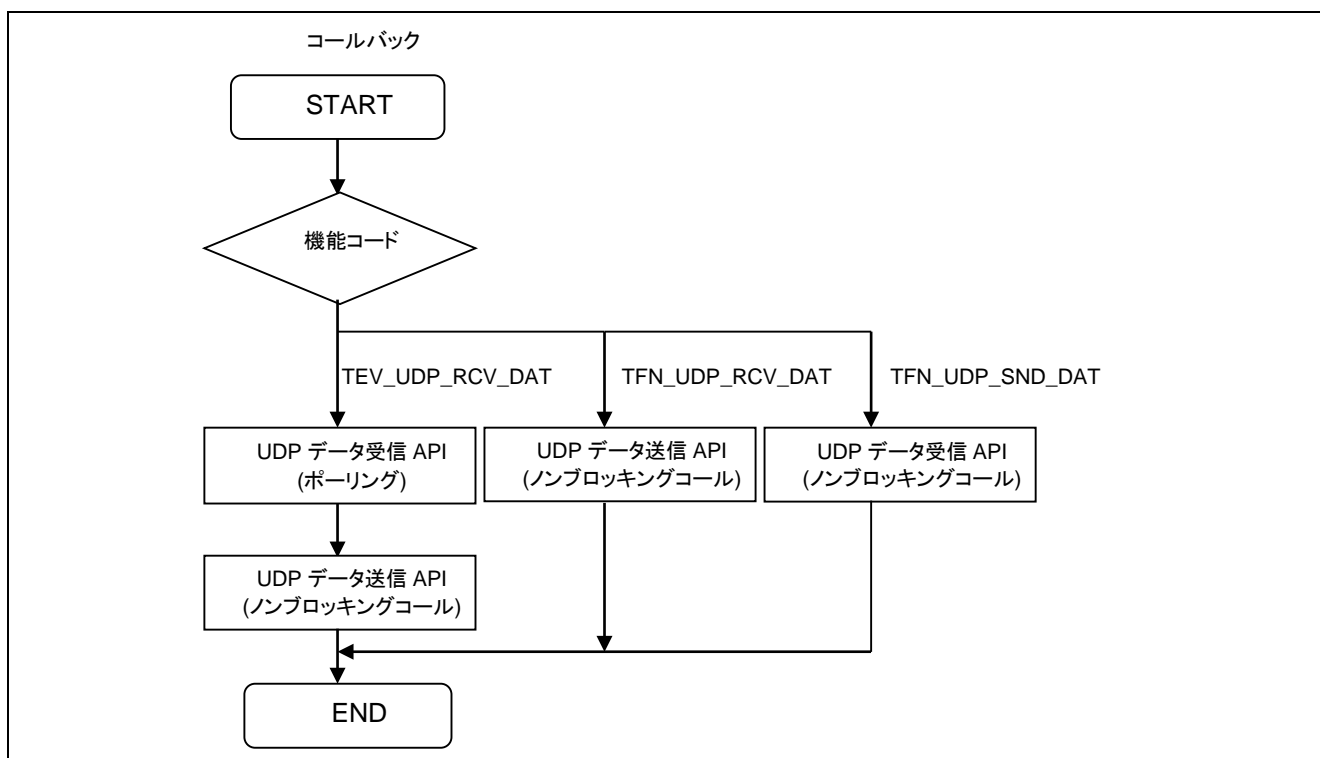 コールバック
START
機能コード
TEV_UDP_RCV_DAT
TFN_UDP_RCV_DAT
TFN_UDP_SND_DAT
UDP データ受信 API
(ポーリング)
UDP データ送信 API
(ノンブロッキングコール)
UDP データ受信 API
(ノンブロッキングコール)
UDP データ送信 API
(ノンブロッキングコール)
END